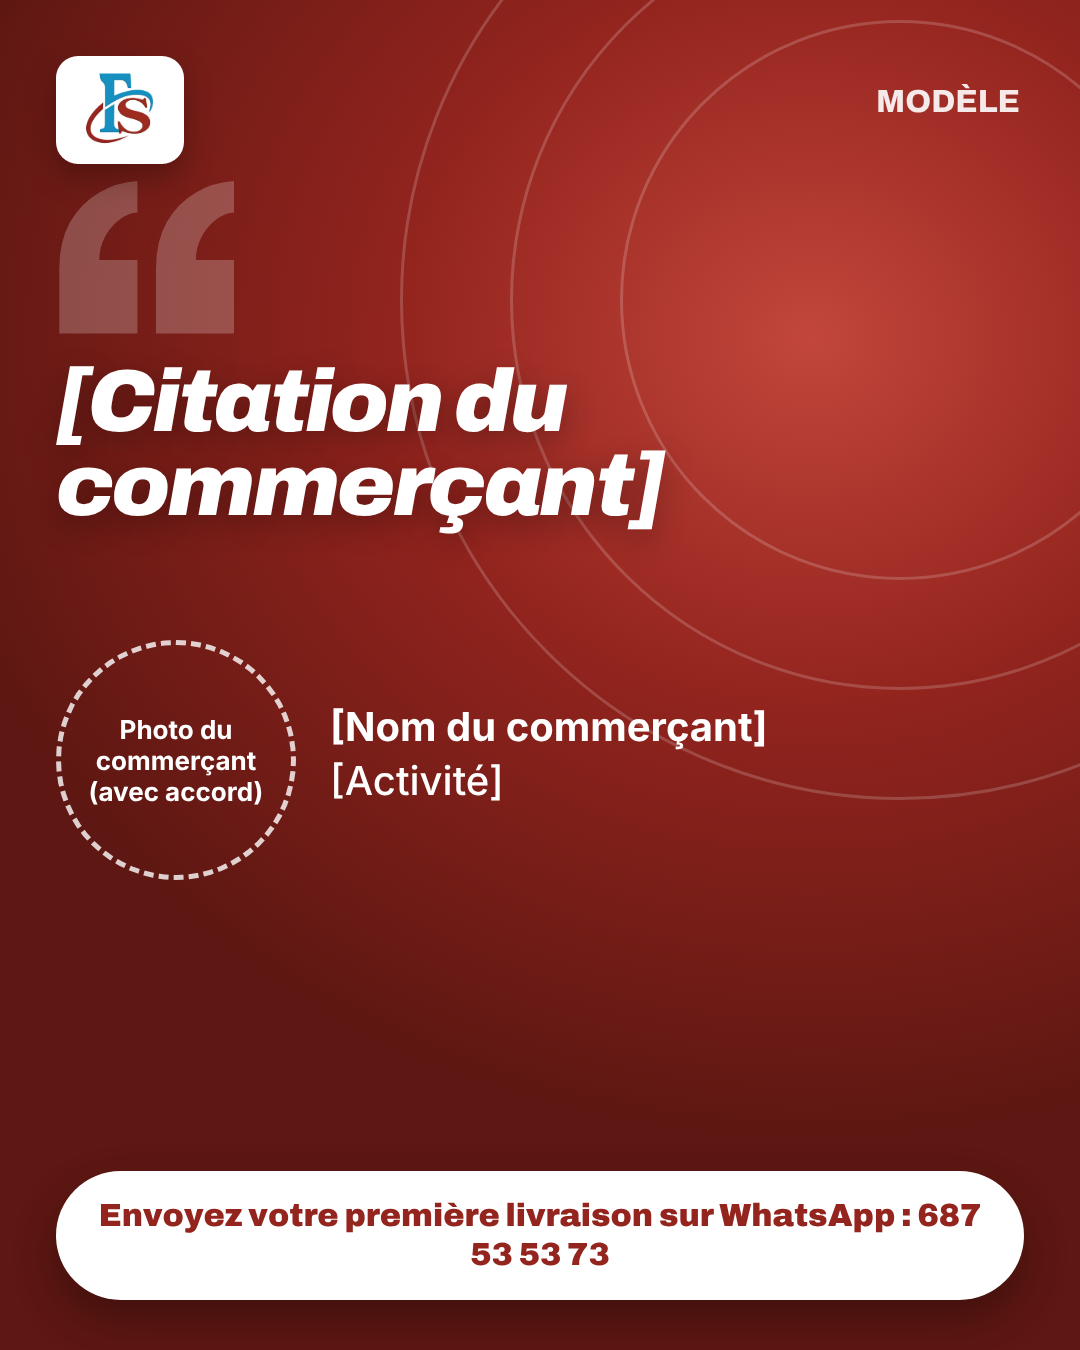 FS
MODÈLE
“
[Citation du
commerçant]
Photo du
commerçant
(avec accord)
[Nom du commerçant]
[Activité]
Envoyez votre première livraison sur WhatsApp : 687
53 53 73